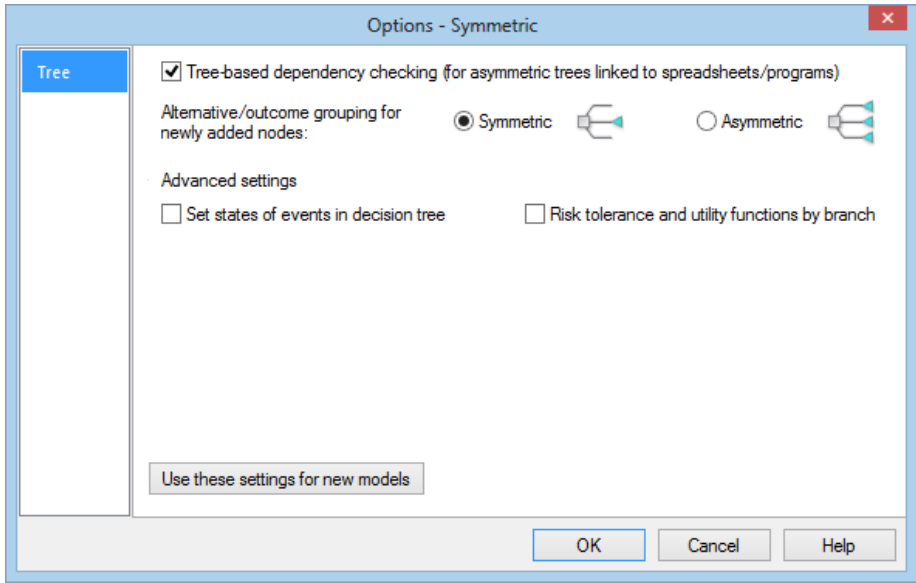 Options - Symmetric
Tree
Tree-based dependency checking (for asymmetric trees linked to spreadsheets/programs)
Alternative/outcome grouping for
newly added nodes:
Symmetric
Asymmetric
Advanced settings
Set states of events in decision tree
Risk tolerance and utility functions by branch
Use these settings for new models
OK
Cancel
Help